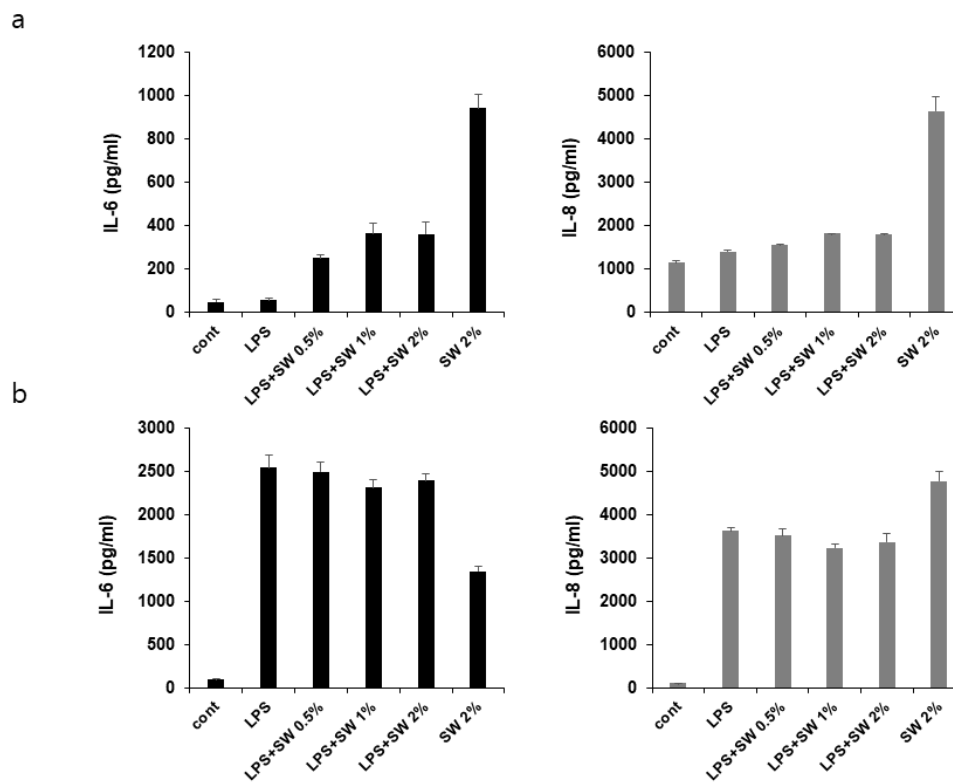 a
1200
1000
800
600
400
200
0
IL-6 (pg/ml)
cont
LPS
LPS+SW 0.5%
LPS+SW 1%
LPS+SW 2%
SW 2%
6000
5000
4000
3000
2000
1000
0
IL-8 (pg/ml)
cont
LPS
LPS+SW 0.5%
LPS+SW 1%
LPS+SW 2%
SW 2%
b
3000
2500
2000
1500
1000
500
0
IL-6 (pg/ml)
cont
LPS
LPS+SW 0.5%
LPS+SW 1%
LPS+SW 2%
SW 2%
6000
5000
4000
3000
2000
1000
0
IL-8 (pg/ml)
cont
LPS
LPS+SW 0.5%
LPS+SW 1%
LPS+SW 2%
SW 2%